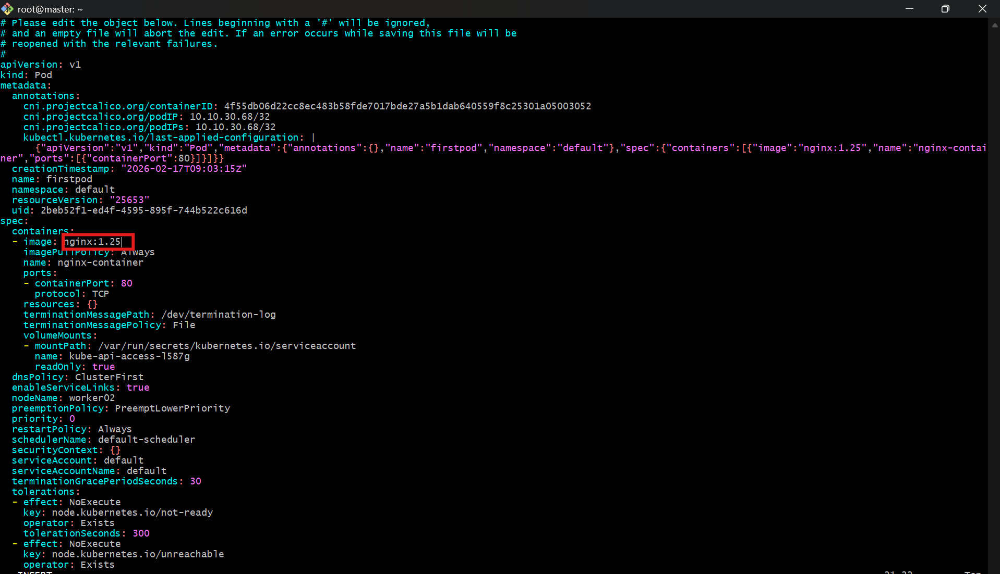 root@master: ~
# Please edit the object below. Lines beginning with a '#' will be ignored,
# and an empty file will abort the edit. If an error occurs while saving this file will be
# reopened with the relevant failures.
#
apiVersion: v1
kind: Pod
metadata:
  annotations:
    cni.projectcalico.org/containerID: 4f55db06d22cc8ec483b58fde7017bde27a5b1dab640559f8c25301a05003052
    cni.projectcalico.org/podIP: 10.10.30.68/32
    cni.projectcalico.org/podIPs: 10.10.30.68/32
    kubectl.kubernetes.io/last-applied-configuration: |
      {"apiVersion":"v1","kind":"Pod","metadata":{"annotations":{},"name":"firstpod","namespace":"default"},"spec":{"containers":[{"image":"nginx:1.25","name":"nginx-contai
ner","ports":[{"containerPort":80}]}]}}
  creationTimestamp: "2026-02-17T09:03:15Z"
  name: firstpod
  namespace: default
  resourceVersion: "25653"
  uid: 2beb52f1-ed4f-4595-895f-744b522c616d
spec:
  containers:
  - image: nginx:1.25
    imagePullPolicy: Always
    name: nginx-container
    ports:
    - containerPort: 80
      protocol: TCP
    resources: {}
    terminationMessagePath: /dev/termination-log
    terminationMessagePolicy: File
    volumeMounts:
    - mountPath: /var/run/secrets/kubernetes.io/serviceaccount
      name: kube-api-access-l587g
      readOnly: true
  dnsPolicy: ClusterFirst
  enableServiceLinks: true
  nodeName: worker02
  preemptionPolicy: PreemptLowerPriority
  priority: 0
  restartPolicy: Always
  schedulerName: default-scheduler
  securityContext: {}
  serviceAccount: default
  serviceAccountName: default
  terminationGracePeriodSeconds: 30
  tolerations:
  - effect: NoExecute
    key: node.kubernetes.io/not-ready
    operator: Exists
    tolerationSeconds: 300
  - effect: NoExecute
    key: node.kubernetes.io/unreachable
    operator: Exists